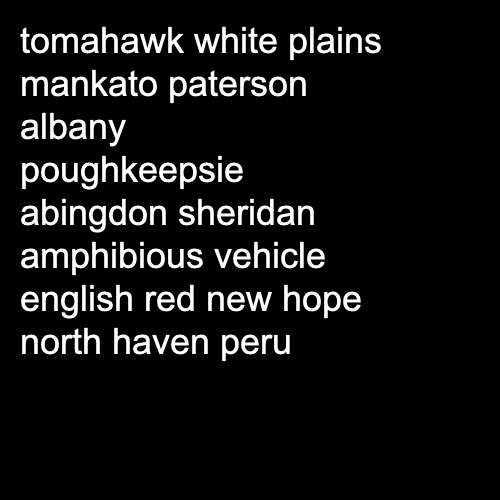 tomahawk white plains
mankato paterson
albany
poughkeepsie
abingdon sheridan
amphibious vehicle
english red new hope
north haven peru